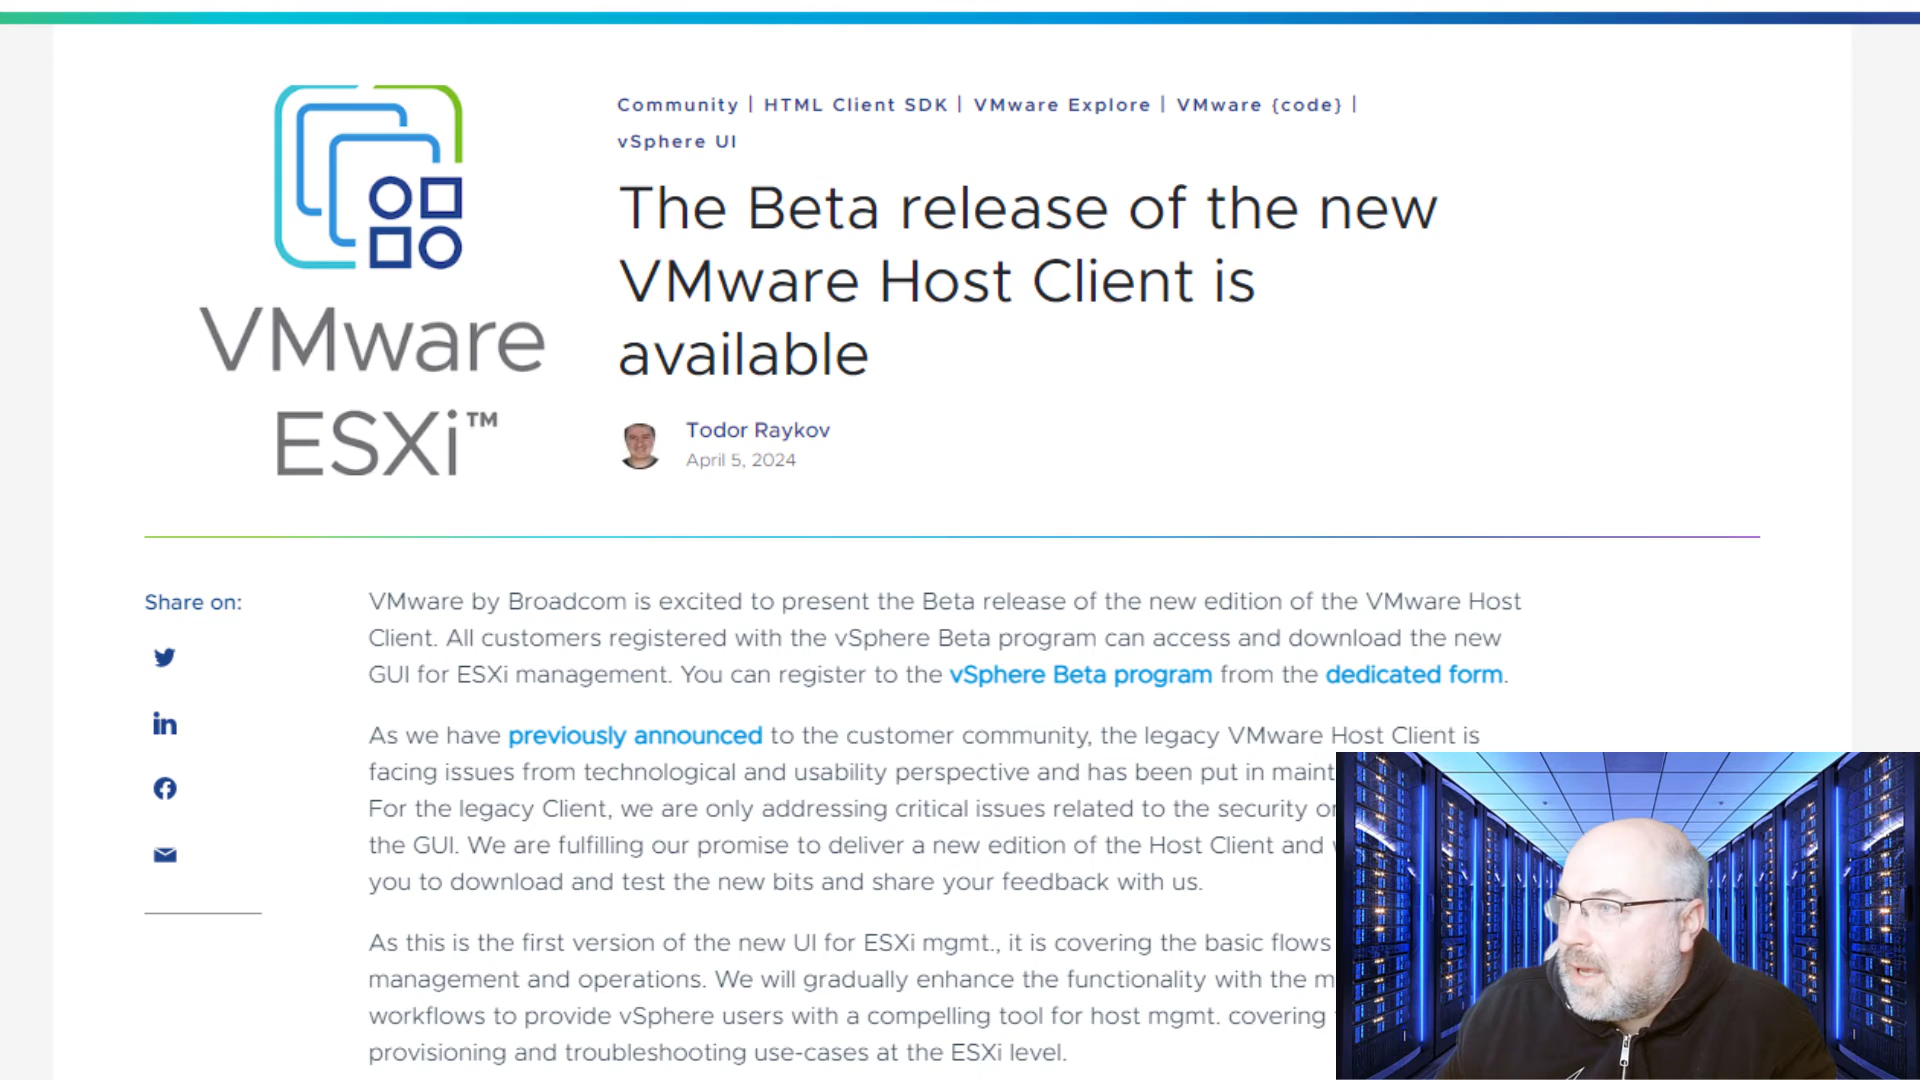 Community | HTML Client SDK | VMware Explore | VMware {code} |
vSphere UI
The Beta release of the new
VMware Host Client is
available
VMware
ESXi™
Todor Raykov
April 5, 2024
Share on:
VMware by Broadcom is excited to present the Beta release of the new edition of the VMware Host
Client. All customers registered with the vSphere Beta program can access and download the new
GUI for ESXi management. You can register to the vSphere Beta program from the dedicated form.
As we have previously announced to the customer community, the legacy VMware Host Client is
facing issues from technological and usability perspective and has been put in maint
For the legacy Client, we are only addressing critical issues related to the security or
the GUI. We are fulfilling our promise to deliver a new edition of the Host Client and
you to download and test the new bits and share your feedback with us.
As this is the first version of the new UI for ESXi mgmt., it is covering the basic flows
management and operations. We will gradually enhance the functionality with the m
workflows to provide vSphere users with a compelling tool for host mgmt. covering
provisioning and troubleshooting use-cases at the ESXi level.